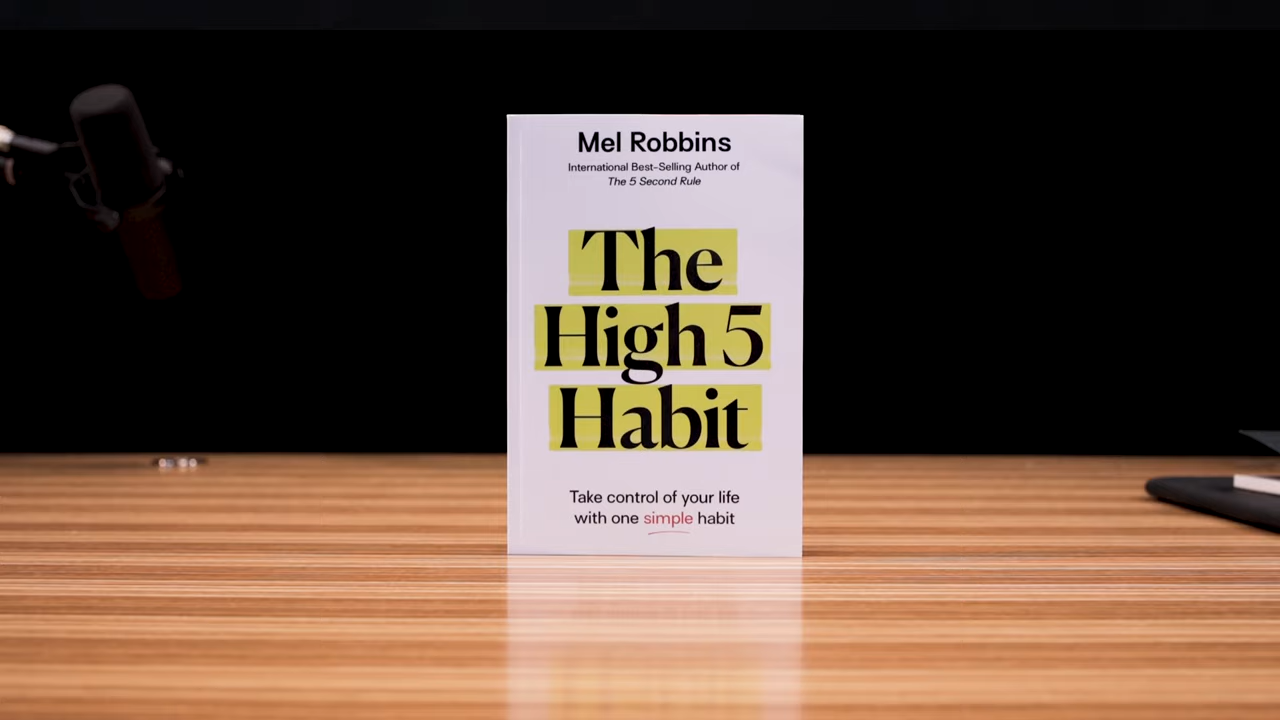 Mel Robbins
International Best-Selling Author of
The 5 Second Rule
The
High 5
Habit
Take control of your life
with one simple habit